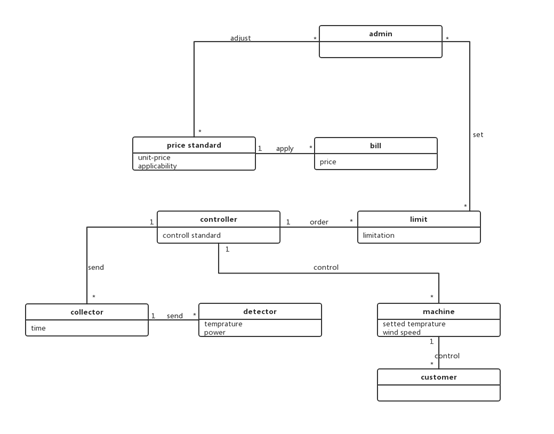 admin
adjust
*
*
*
set
*
price standard
unit-price
applicability
1
apply
*
bill
price
*
controller
controll standard
1
1
order
*
limit
limitation
1
send
*
control
*
collector
time
1
send
*
detector
temprature
power
machine
setted temprature
wind speed
1
control
*
customer